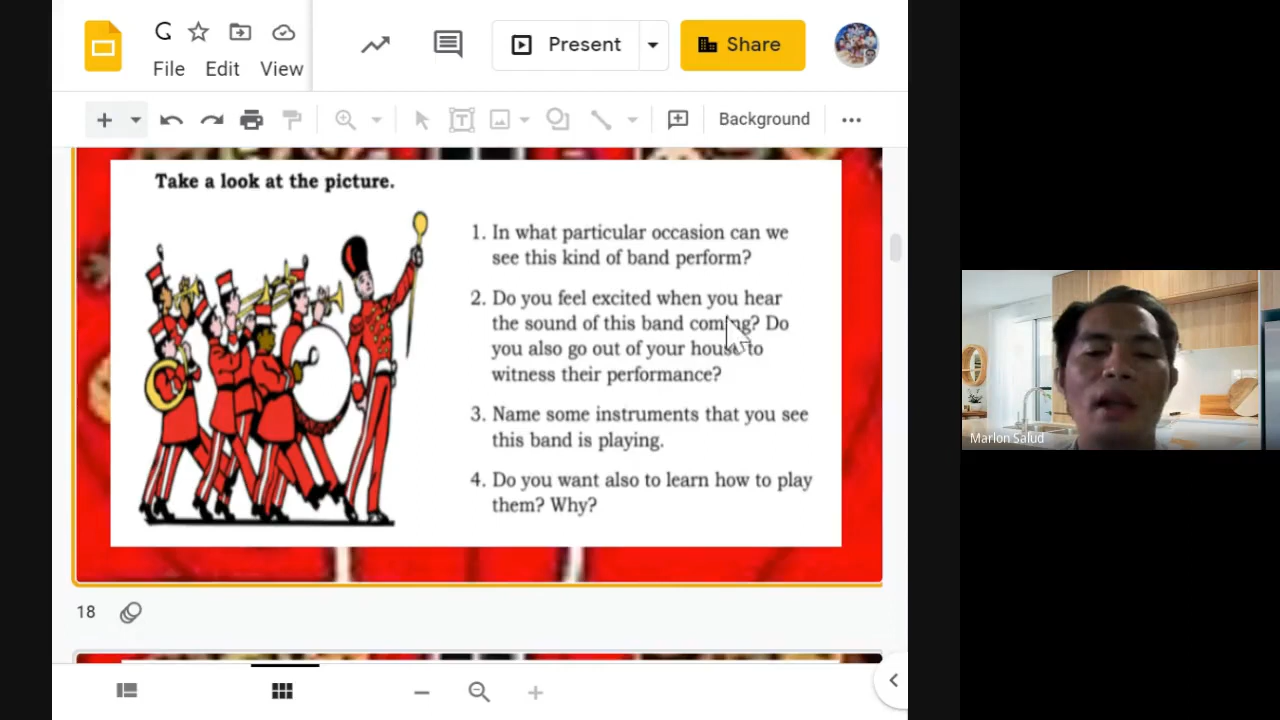 Present
Share
File Edit View
Background
Take a look at the picture.
1. In what particular occasion can we
see this kind of band perform?
2. Do you feel excited when you hear
the sound of this band coming? Do
you also go out of your house to
witness their performance?
3. Name some instruments that you see
this band is playing.
4. Do you want also to learn how to play
them? Why?
18
Marlon Salud